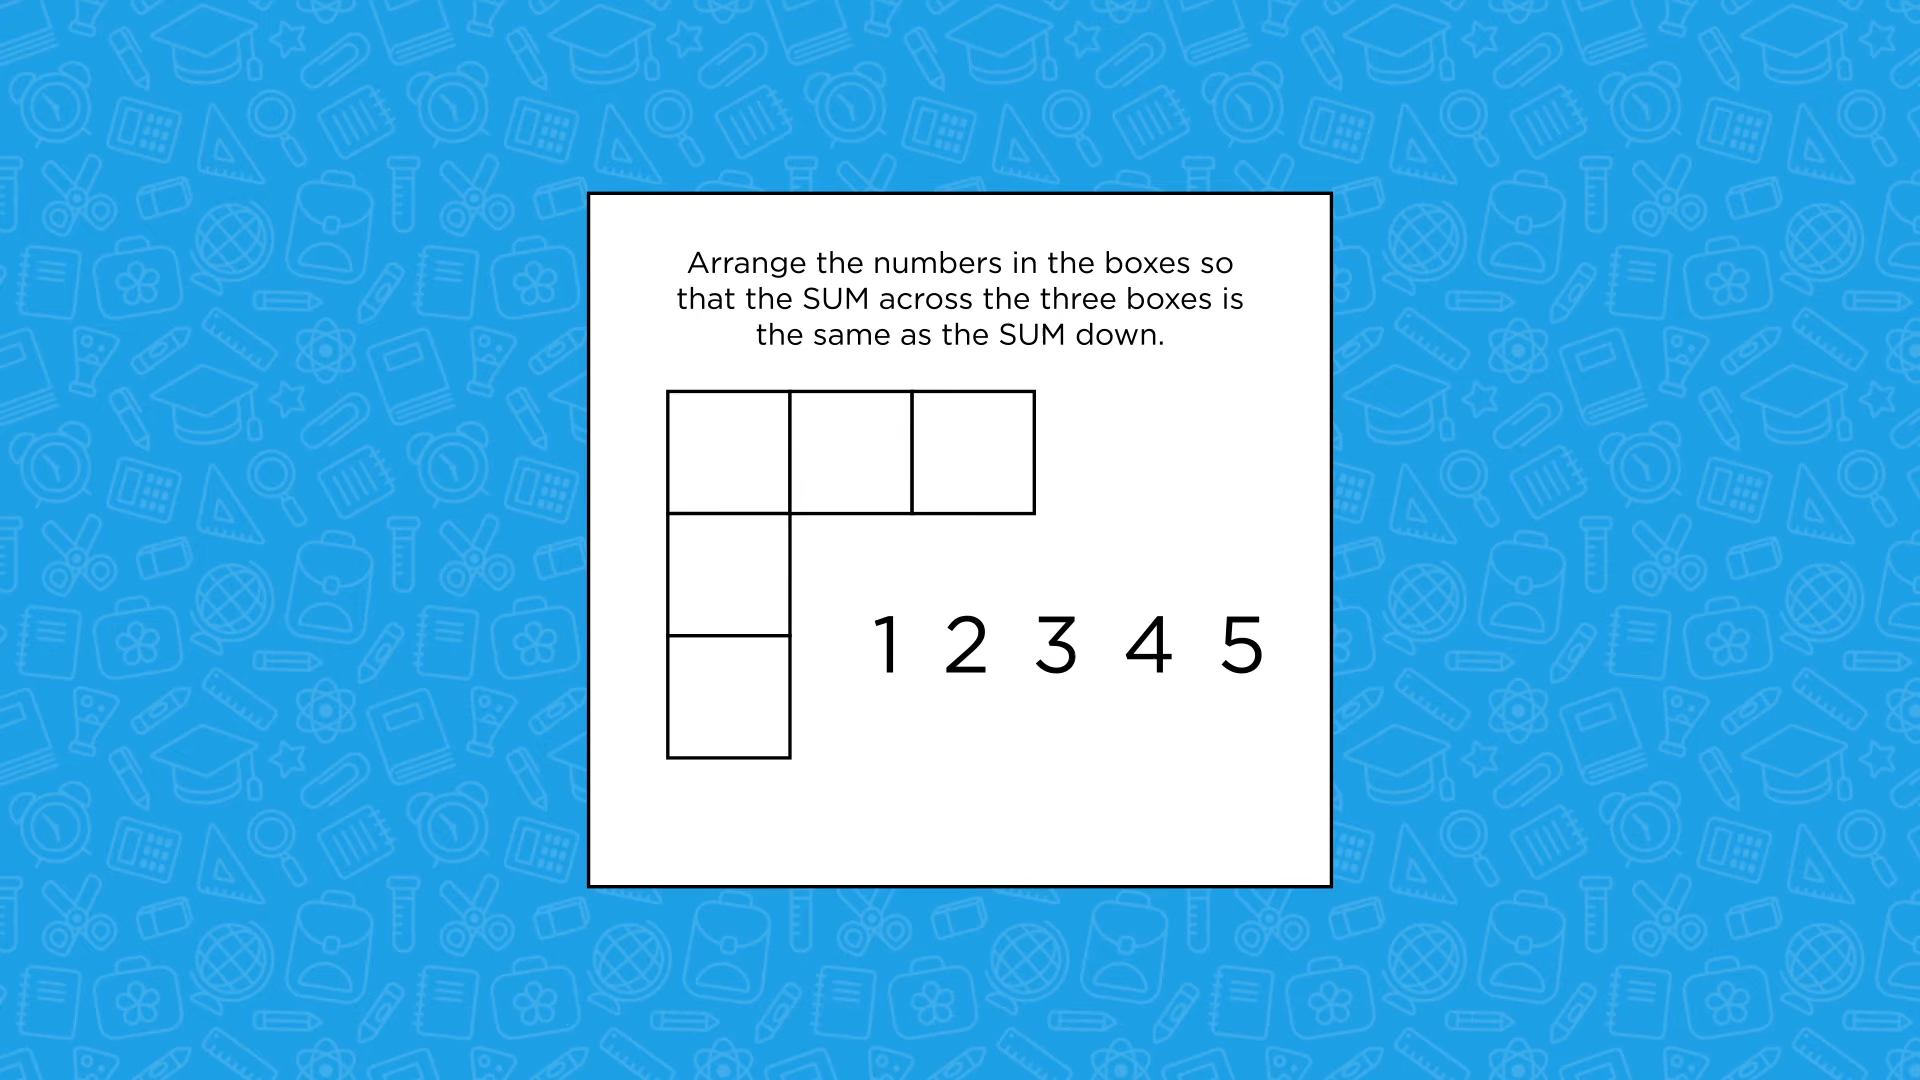 Arrange the numbers in the boxes so
that the SUM across the three boxes is
the same as the SUM down.
1 2 3 4 5